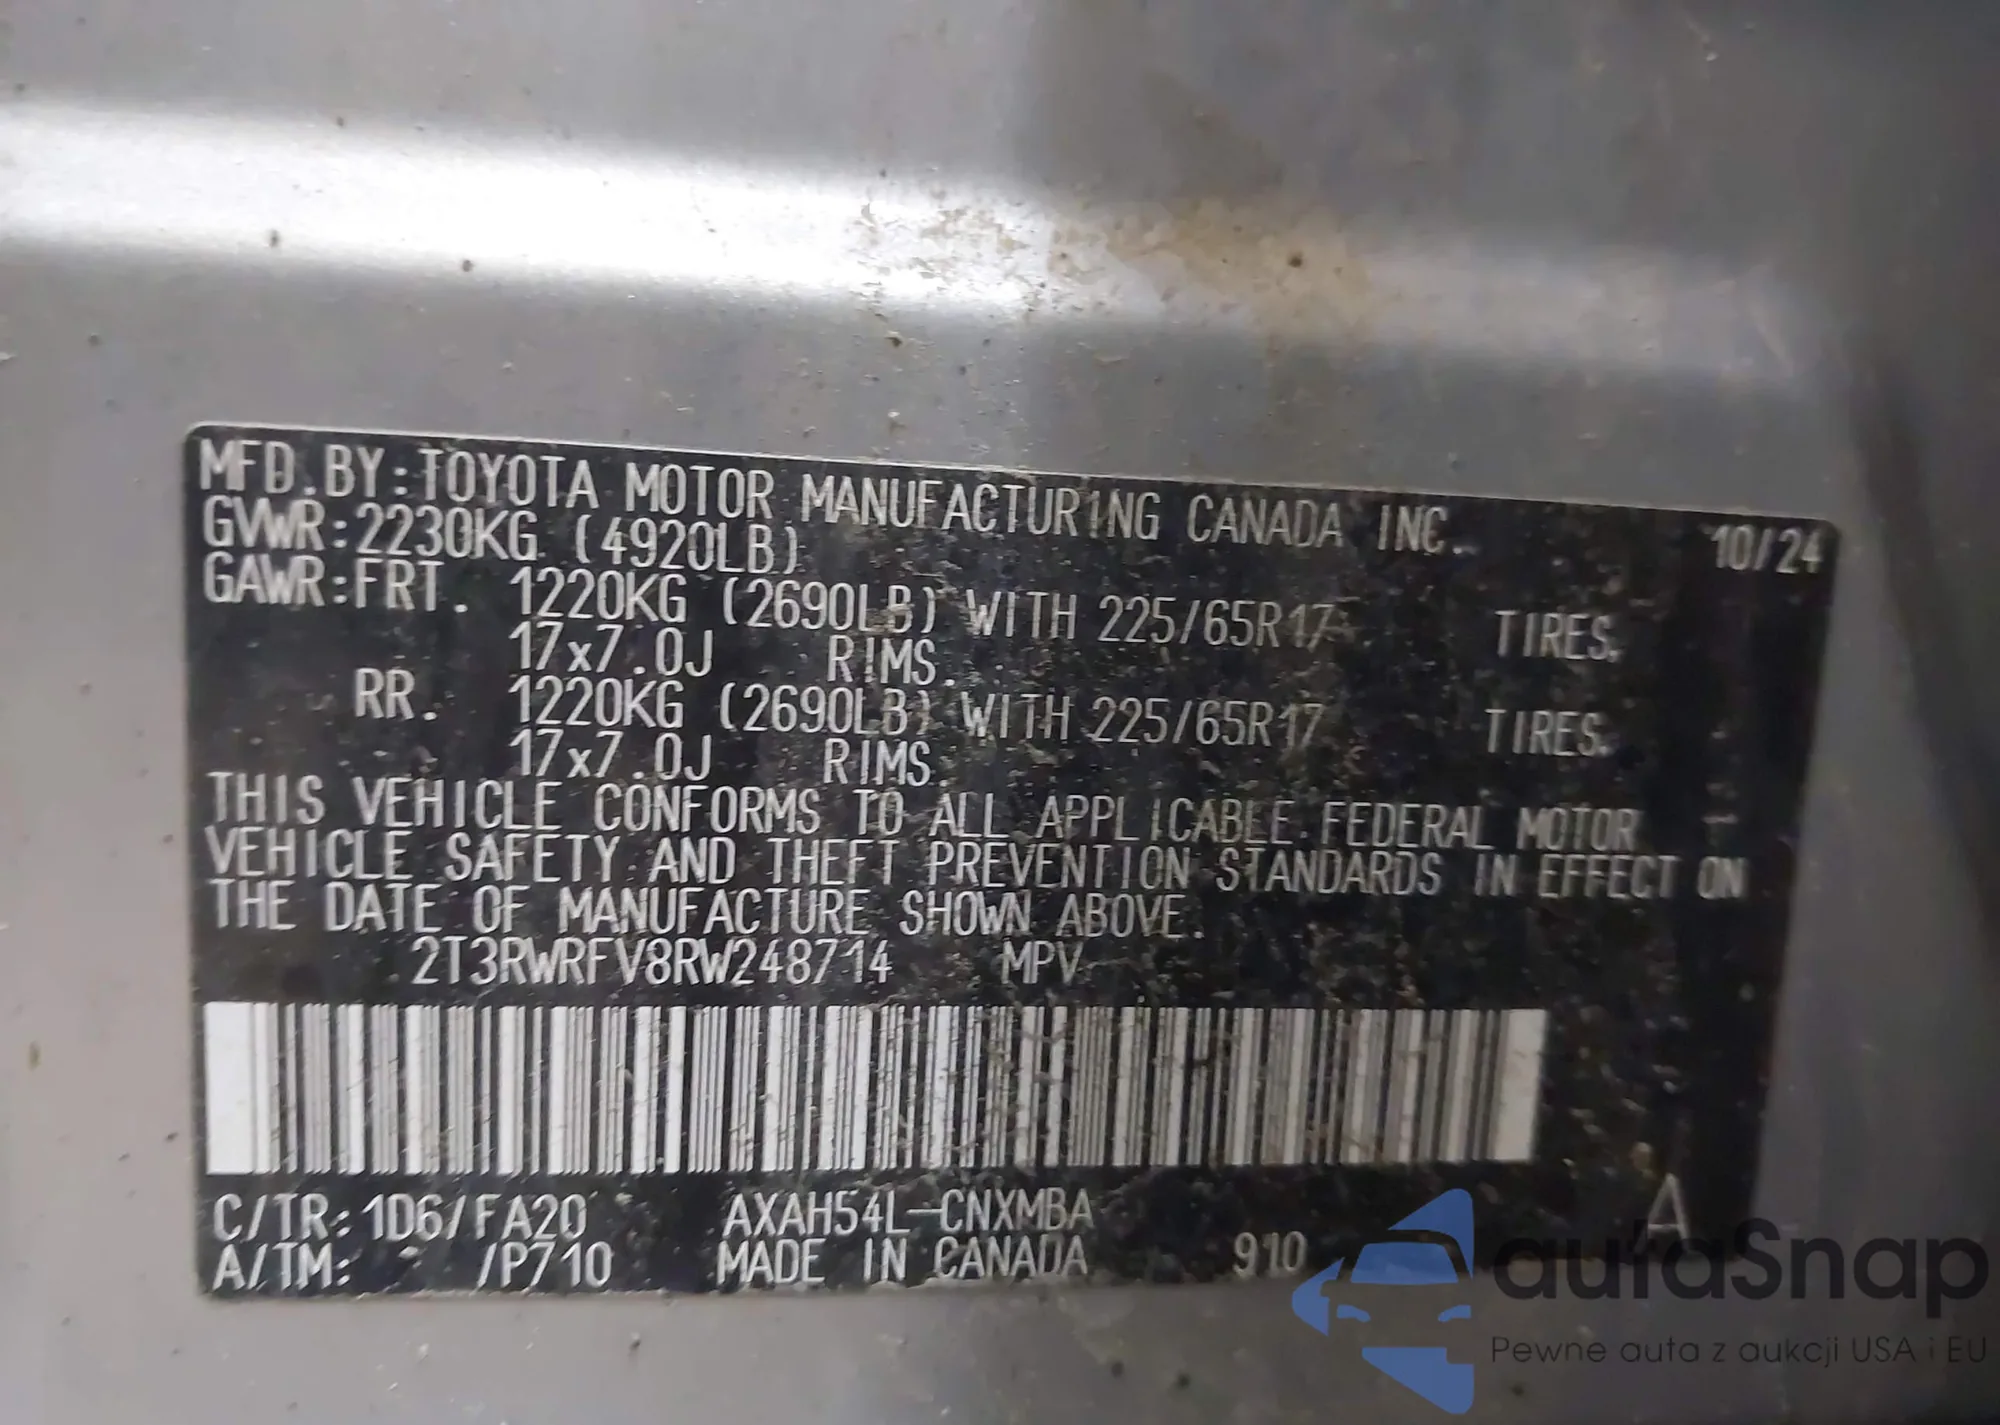 MFD.BY:TOYOTA MOTOR MANUFACTURING CANADA INC. 10/24
GVWR:2230KG (4920LB)
GAWR:FRT. 1220KG (2690LB) WITH 225/65R17 TIRES.
17x7.0J RIMS.
RR. 1220KG (2690LB) WITH 225/65R17 TIRES.
17x7.0J RIMS.
THIS VEHICLE CONFORMS TO ALL APPLICABLE FEDERAL MOTOR
VEHICLE SAFETY AND THEFT PREVENTION STANDARDS IN EFFECT ON
THE DATE OF MANUFACTURE SHOWN ABOVE.
2T3RWRFV8RW248714 MPV
C/TR:1D6/FA20 AXAH54L-CNXMBA A
A/TM: /P710 MADE IN CANADA 910
autaSnap
Pewne auta z aukcji USA i EU